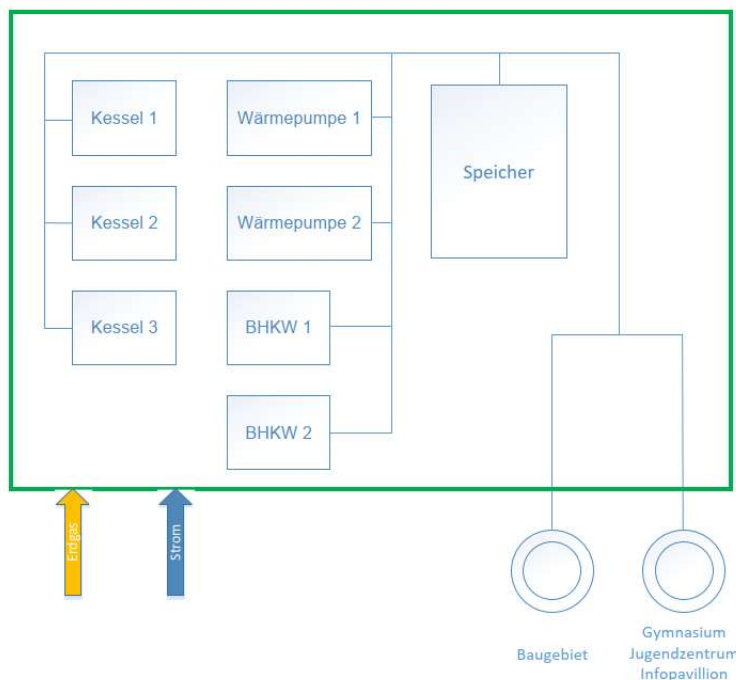 Kessel 1
Wärmepumpe 1
Speicher
Kessel 2
Wärmepumpe 2
Kessel 3
BHKW 1
BHKW 2
Erdgas
Strom
Baugebiet
Gymnasium
Jugendzentrum
Infopavillion